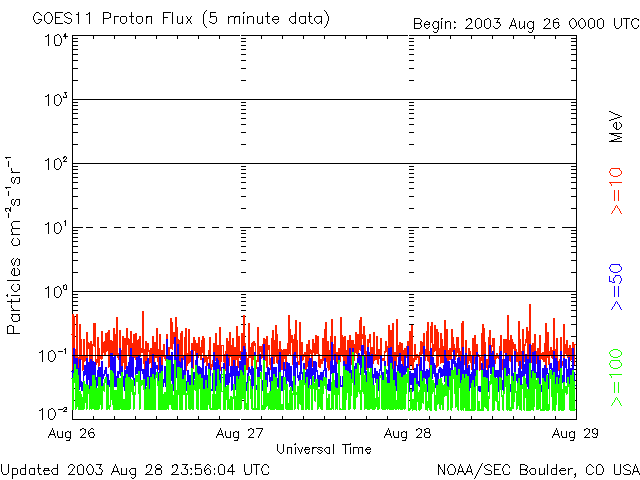 GOES11 Proton Flux (5 minute data)
Begin: 2003 Aug 26 0000 UTC
10⁴
10³
10²
10¹
10⁰
10⁻¹
10⁻²
Particles cm⁻²s⁻¹sr⁻¹
MeV
>=10
>=50
>=100
Aug 26
Aug 27
Aug 28
Aug 29
Universal Time
Updated 2003 Aug 28 23:56:04 UTC
NOAA/SEC Boulder, CO USA